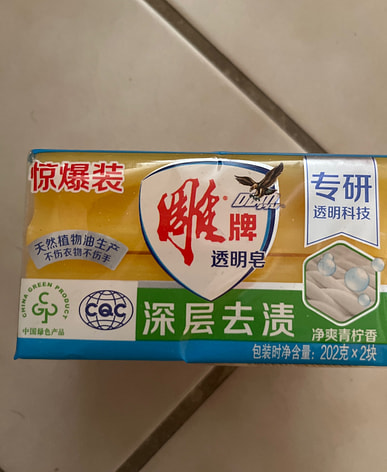 惊爆装
雕牌
透明皂
专研
透明科技
天然植物油生产
不伤衣物不伤手
CHINA GREEN PRODUCT
CGP
中国绿色产品
CQC
深层去渍
净爽青柠香
包装时净含量：202克×2块